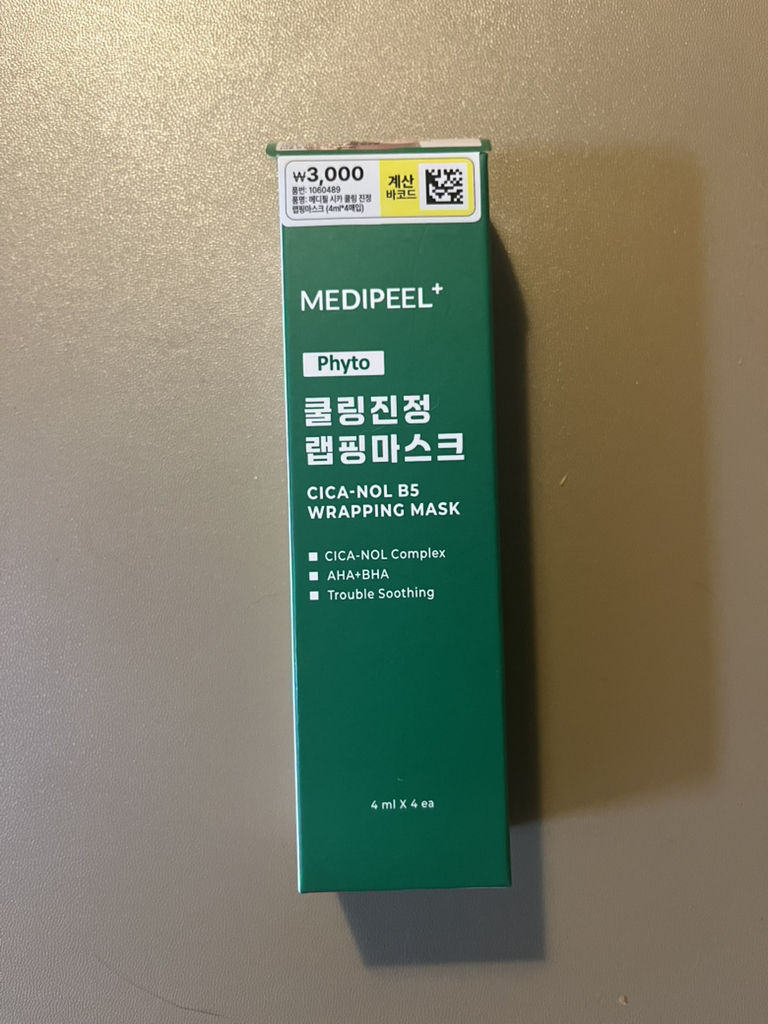 ₩3,000
품번: 1060489
품명: 메디필 시카 쿨링 진정
랩핑마스크 (4ml*4매입)
계산
바코드
MEDIPEEL+
Phyto
쿨링진정
랩핑마스크
CICA-NOL B5
WRAPPING MASK
■ CICA-NOL Complex
■ AHA+BHA
■ Trouble Soothing
4 ml X 4 ea